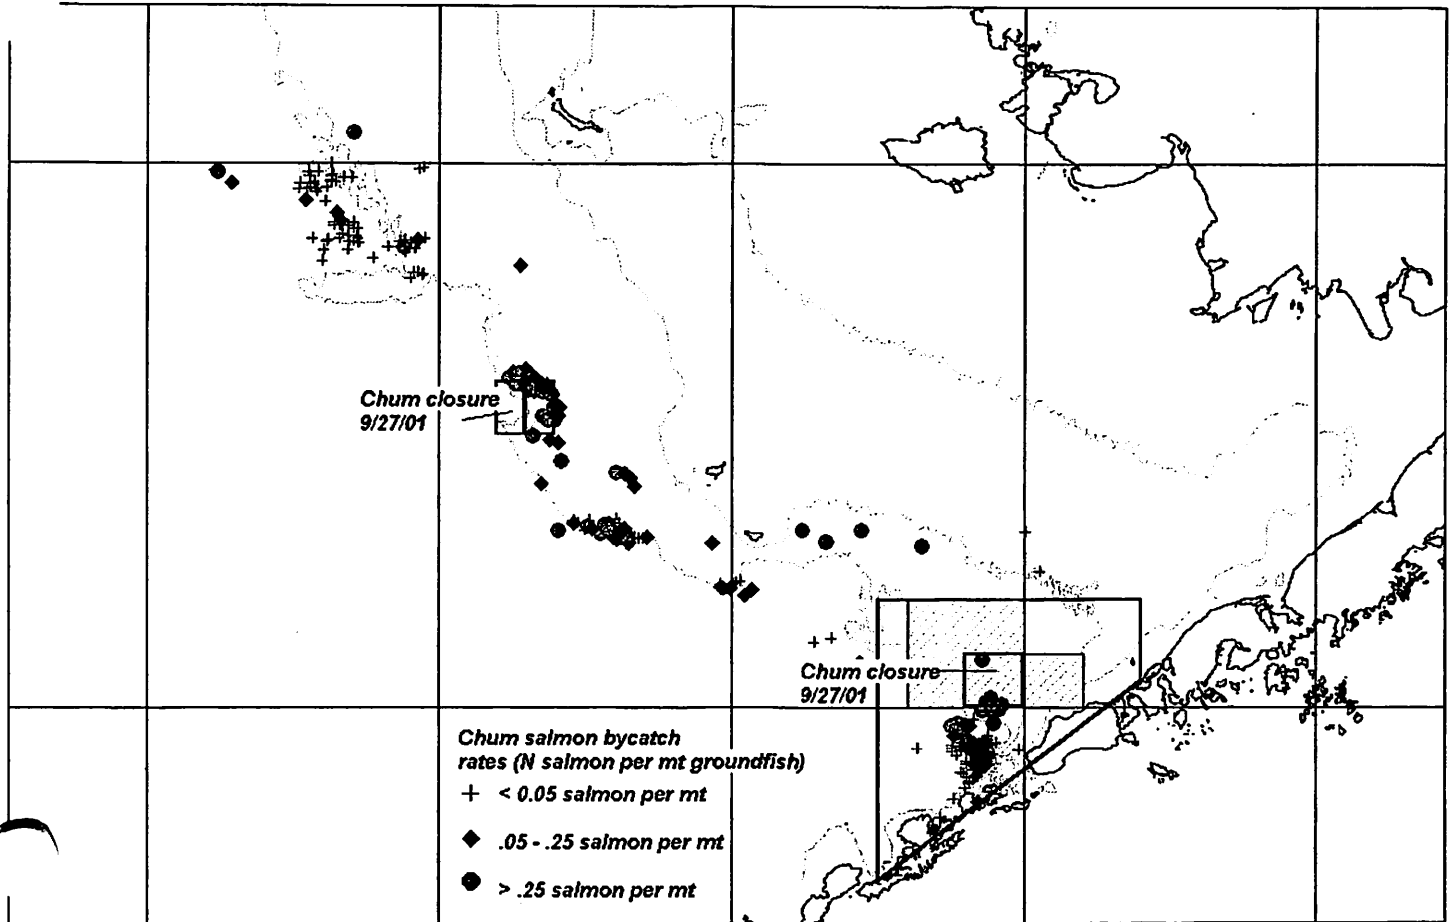 Chum closure
9/27/01
Chum closure
9/27/01
Chum salmon bycatch
rates (N salmon per mt groundfish)
< 0.05 salmon per mt
.05 - .25 salmon per mt
> .25 salmon per mt